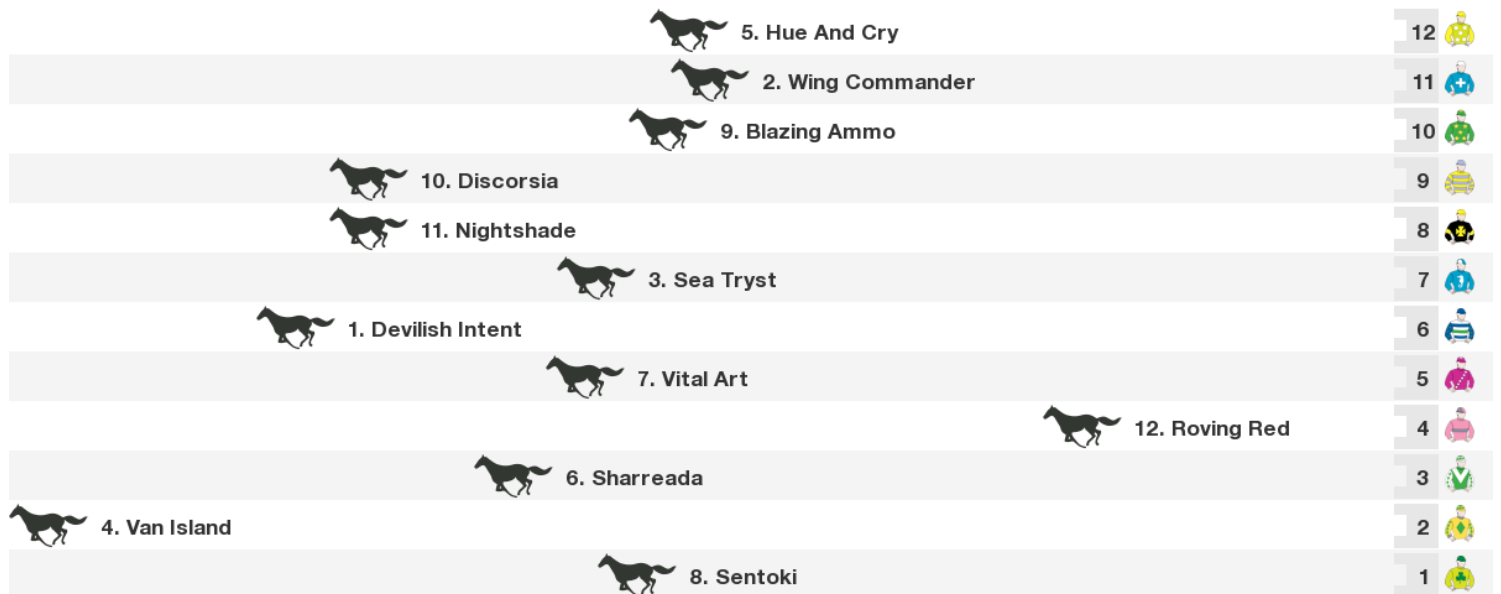 5. Hue And Cry 12
2. Wing Commander 11
9. Blazing Ammo 10
10. Discorsia 9
11. Nightshade 8
3. Sea Tryst 7
1. Devilish Intent 6
7. Vital Art 5
12. Roving Red 4
6. Sharreada 3
4. Van Island 2
8. Sentoki 1